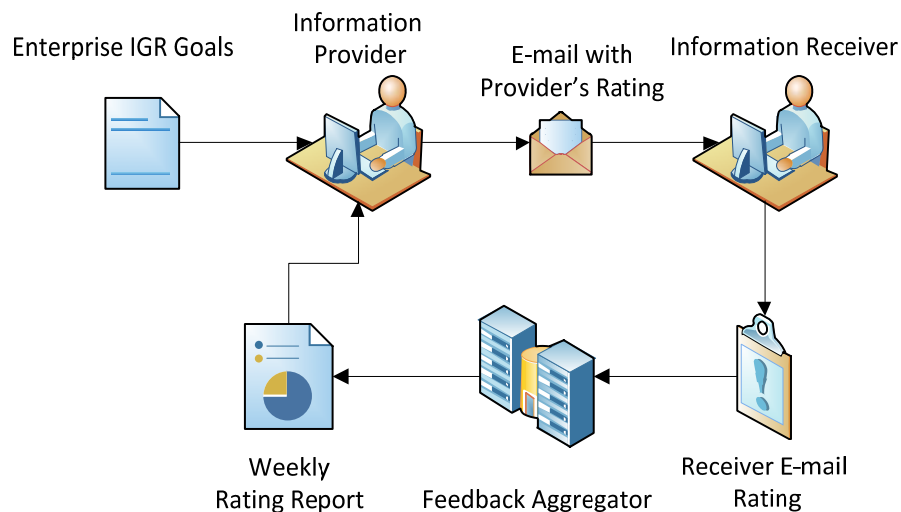 Enterprise IGR Goals
Information
Provider
E-mail with
Provider's Rating
Information Receiver
Weekly
Rating Report
Feedback Aggregator
Receiver E-mail
Rating